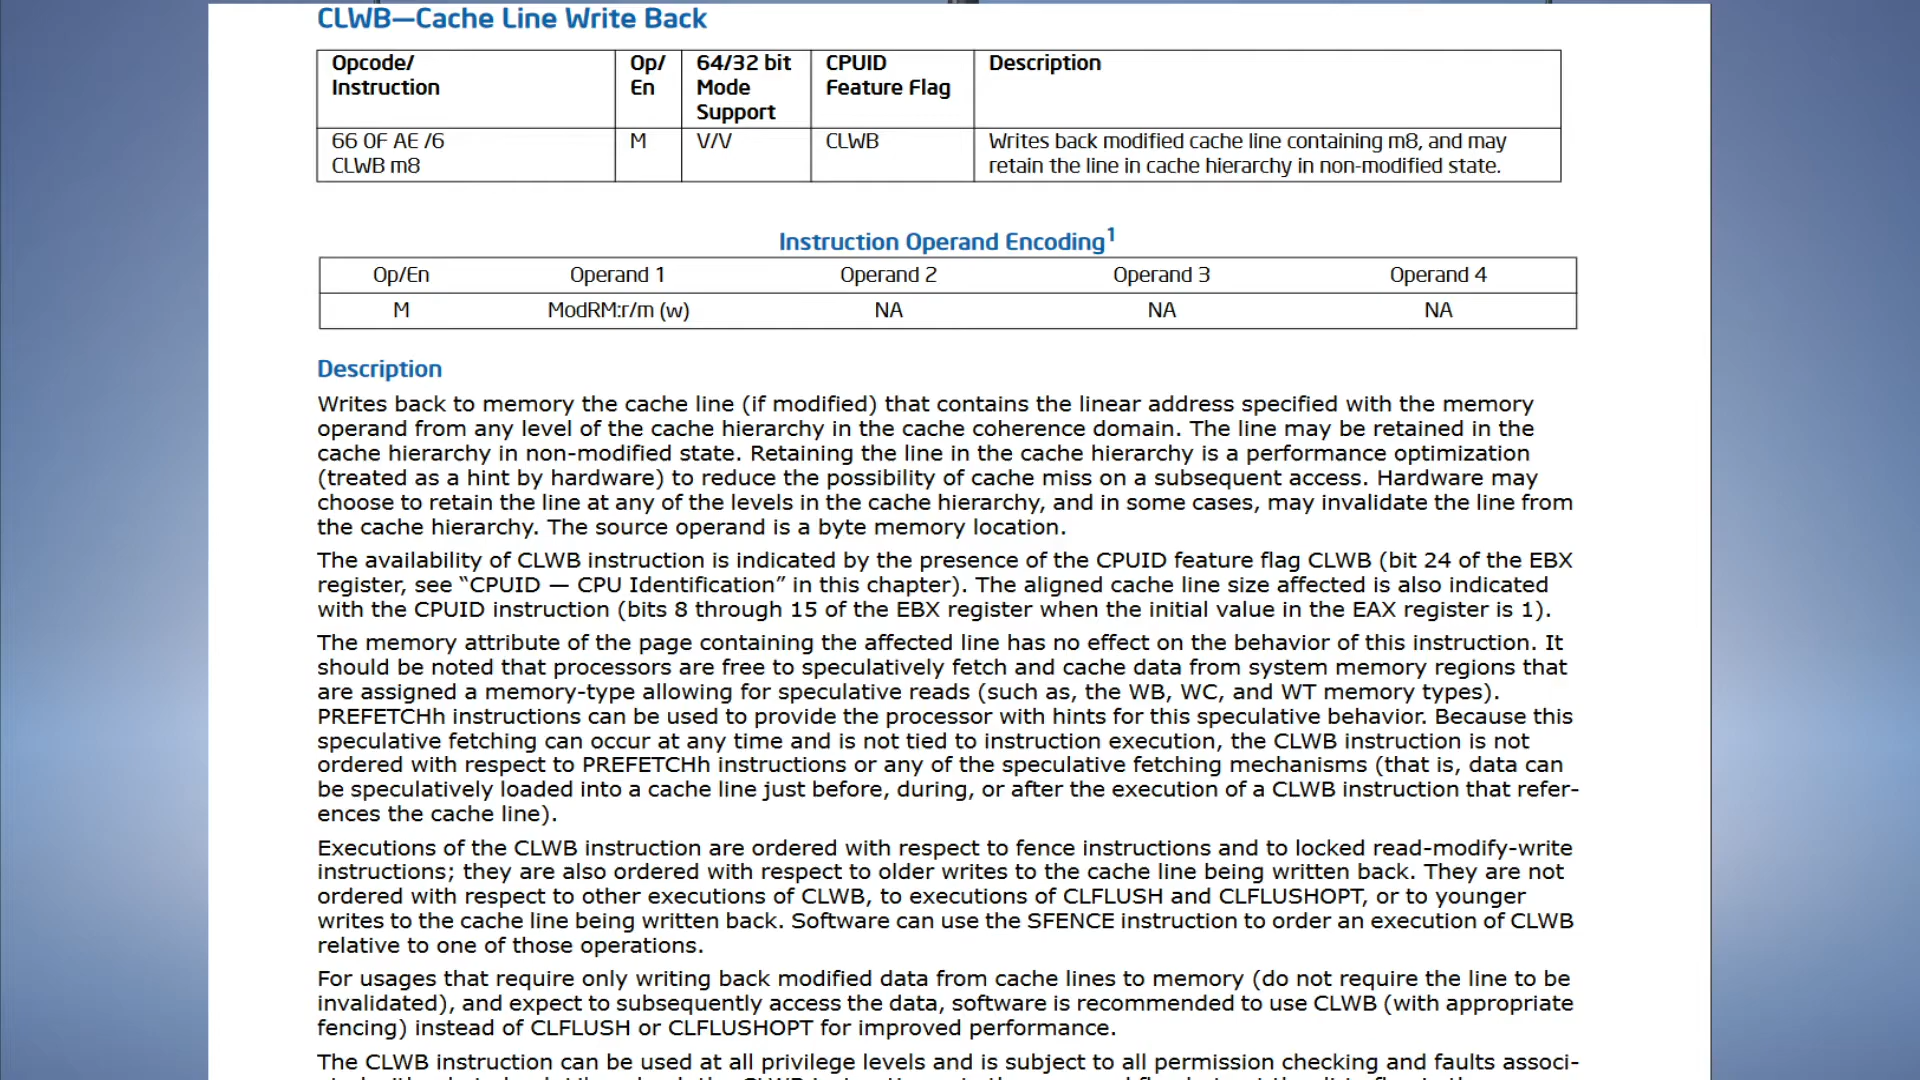 CLWB—Cache Line Write Back
Opcode/ Op/ 64/32 bit CPUID Description
Instruction En Mode Feature Flag
Support
66 0F AE /6 M V/V CLWB Writes back modified cache line containing m8, and may
CLWB m8 retain the line in cache hierarchy in non-modified state.
Instruction Operand Encoding1
Op/En Operand 1 Operand 2 Operand 3 Operand 4
M ModRM:r/m (w) NA NA NA
Description
Writes back to memory the cache line (if modified) that contains the linear address specified with the memory
operand from any level of the cache hierarchy in the cache coherence domain. The line may be retained in the
cache hierarchy in non-modified state. Retaining the line in the cache hierarchy is a performance optimization
(treated as a hint by hardware) to reduce the possibility of cache miss on a subsequent access. Hardware may
choose to retain the line at any of the levels in the cache hierarchy, and in some cases, may invalidate the line from
the cache hierarchy. The source operand is a byte memory location.
The availability of CLWB instruction is indicated by the presence of the CPUID feature flag CLWB (bit 24 of the EBX
register, see “CPUID — CPU Identification” in this chapter). The aligned cache line size affected is also indicated
with the CPUID instruction (bits 8 through 15 of the EBX register when the initial value in the EAX register is 1).
The memory attribute of the page containing the affected line has no effect on the behavior of this instruction. It
should be noted that processors are free to speculatively fetch and cache data from system memory regions that
are assigned a memory-type allowing for speculative reads (such as, the WB, WC, and WT memory types).
PREFETCHh instructions can be used to provide the processor with hints for this speculative behavior. Because this
speculative fetching can occur at any time and is not tied to instruction execution, the CLWB instruction is not
ordered with respect to PREFETCHh instructions or any of the speculative fetching mechanisms (that is, data can
be speculatively loaded into a cache line just before, during, or after the execution of a CLWB instruction that refer-
ences the cache line).
Executions of the CLWB instruction are ordered with respect to fence instructions and to locked read-modify-write
instructions; they are also ordered with respect to older writes to the cache line being written back. They are not
ordered with respect to other executions of CLWB, to executions of CLFLUSH and CLFLUSHOPT, or to younger
writes to the cache line being written back. Software can use the SFENCE instruction to order an execution of CLWB
relative to one of those operations.
For usages that require only writing back modified data from cache lines to memory (do not require the line to be
invalidated), and expect to subsequently access the data, software is recommended to use CLWB (with appropriate
fencing) instead of CLFLUSH or CLFLUSHOPT for improved performance.
The CLWB instruction can be used at all privilege levels and is subject to all permission checking and faults associ-